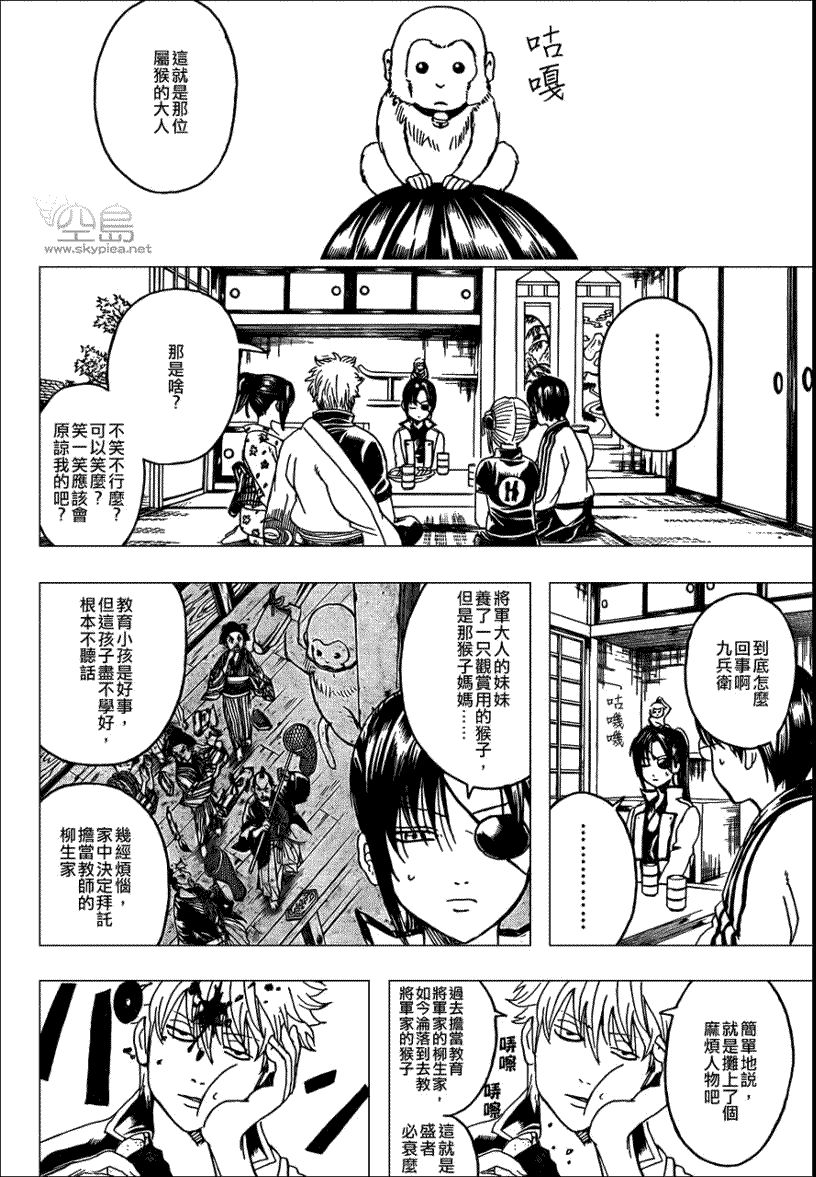 咕嘎
這就是那位
屬猴的大人
空島
www.skypiea.net
…………
那是啥？
不笑不行麼？
可以笑麼？
笑一笑應該會
原諒我的吧？
到底怎麼
回事啊
九兵衛
咕嘰嘰
…………
將軍大人的妹妹
養了一只觀賞用的猴子，
但是那猴子媽媽……
教育小孩是好事，
但這孩子盡不學好，
根本不聽話
幾經煩惱，
家中決定拜託
擔當教師的
柳生家
簡單地説，
就是攤上了個
麻煩人物吧
哧嚓
哧嚓
過去擔當教育
將軍家的柳生家，
如今淪落到去教
將軍家的猴子
這就是
盛者
必衰麼